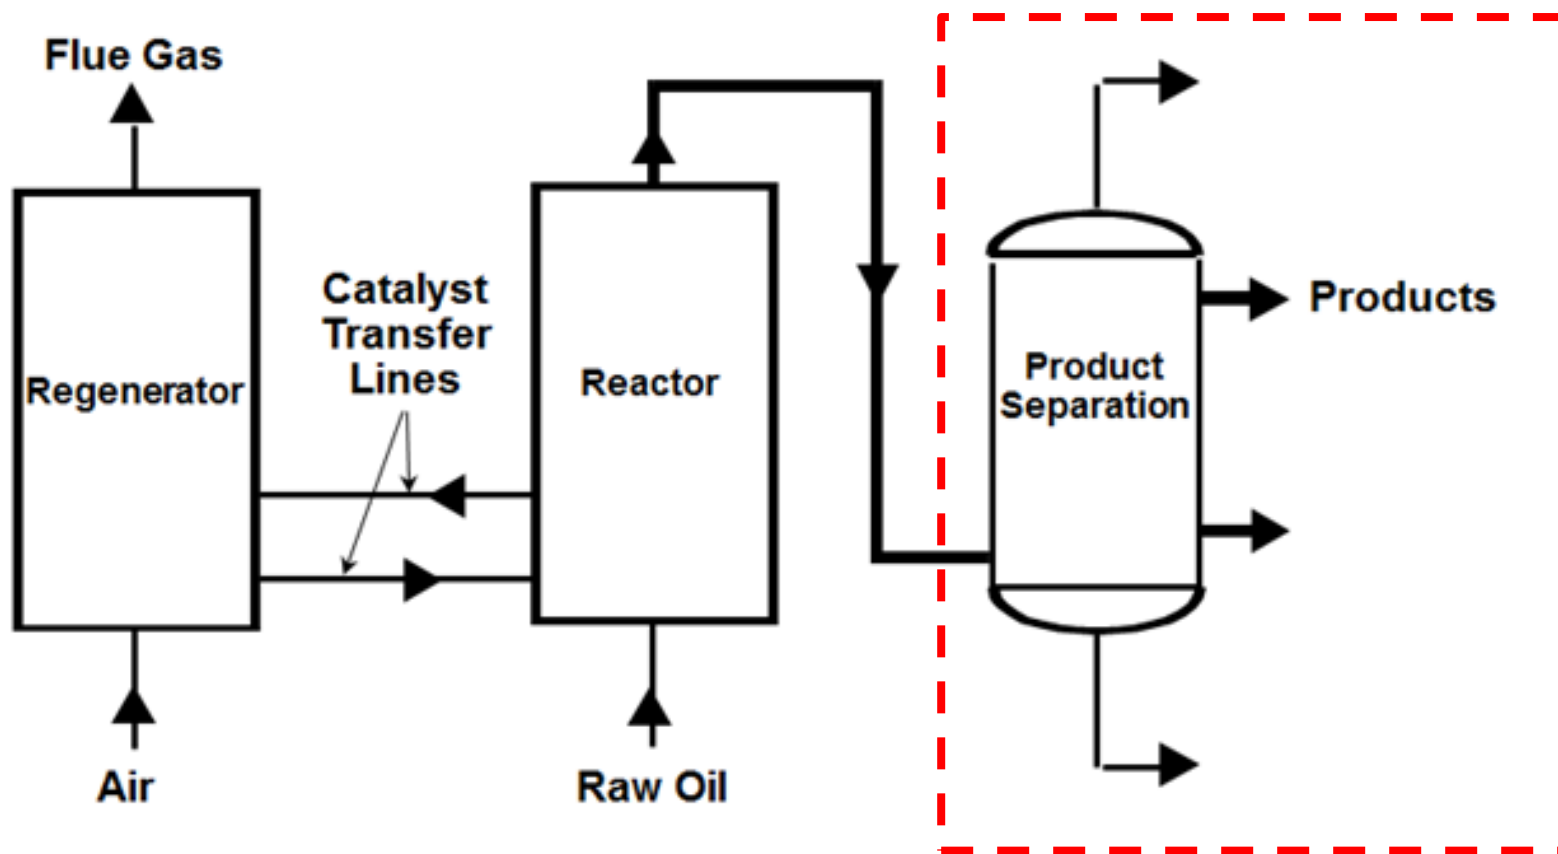 Flue Gas
Catalyst
Transfer
Lines
Regenerator
Reactor
Product
Separation
Products
Air
Raw Oil